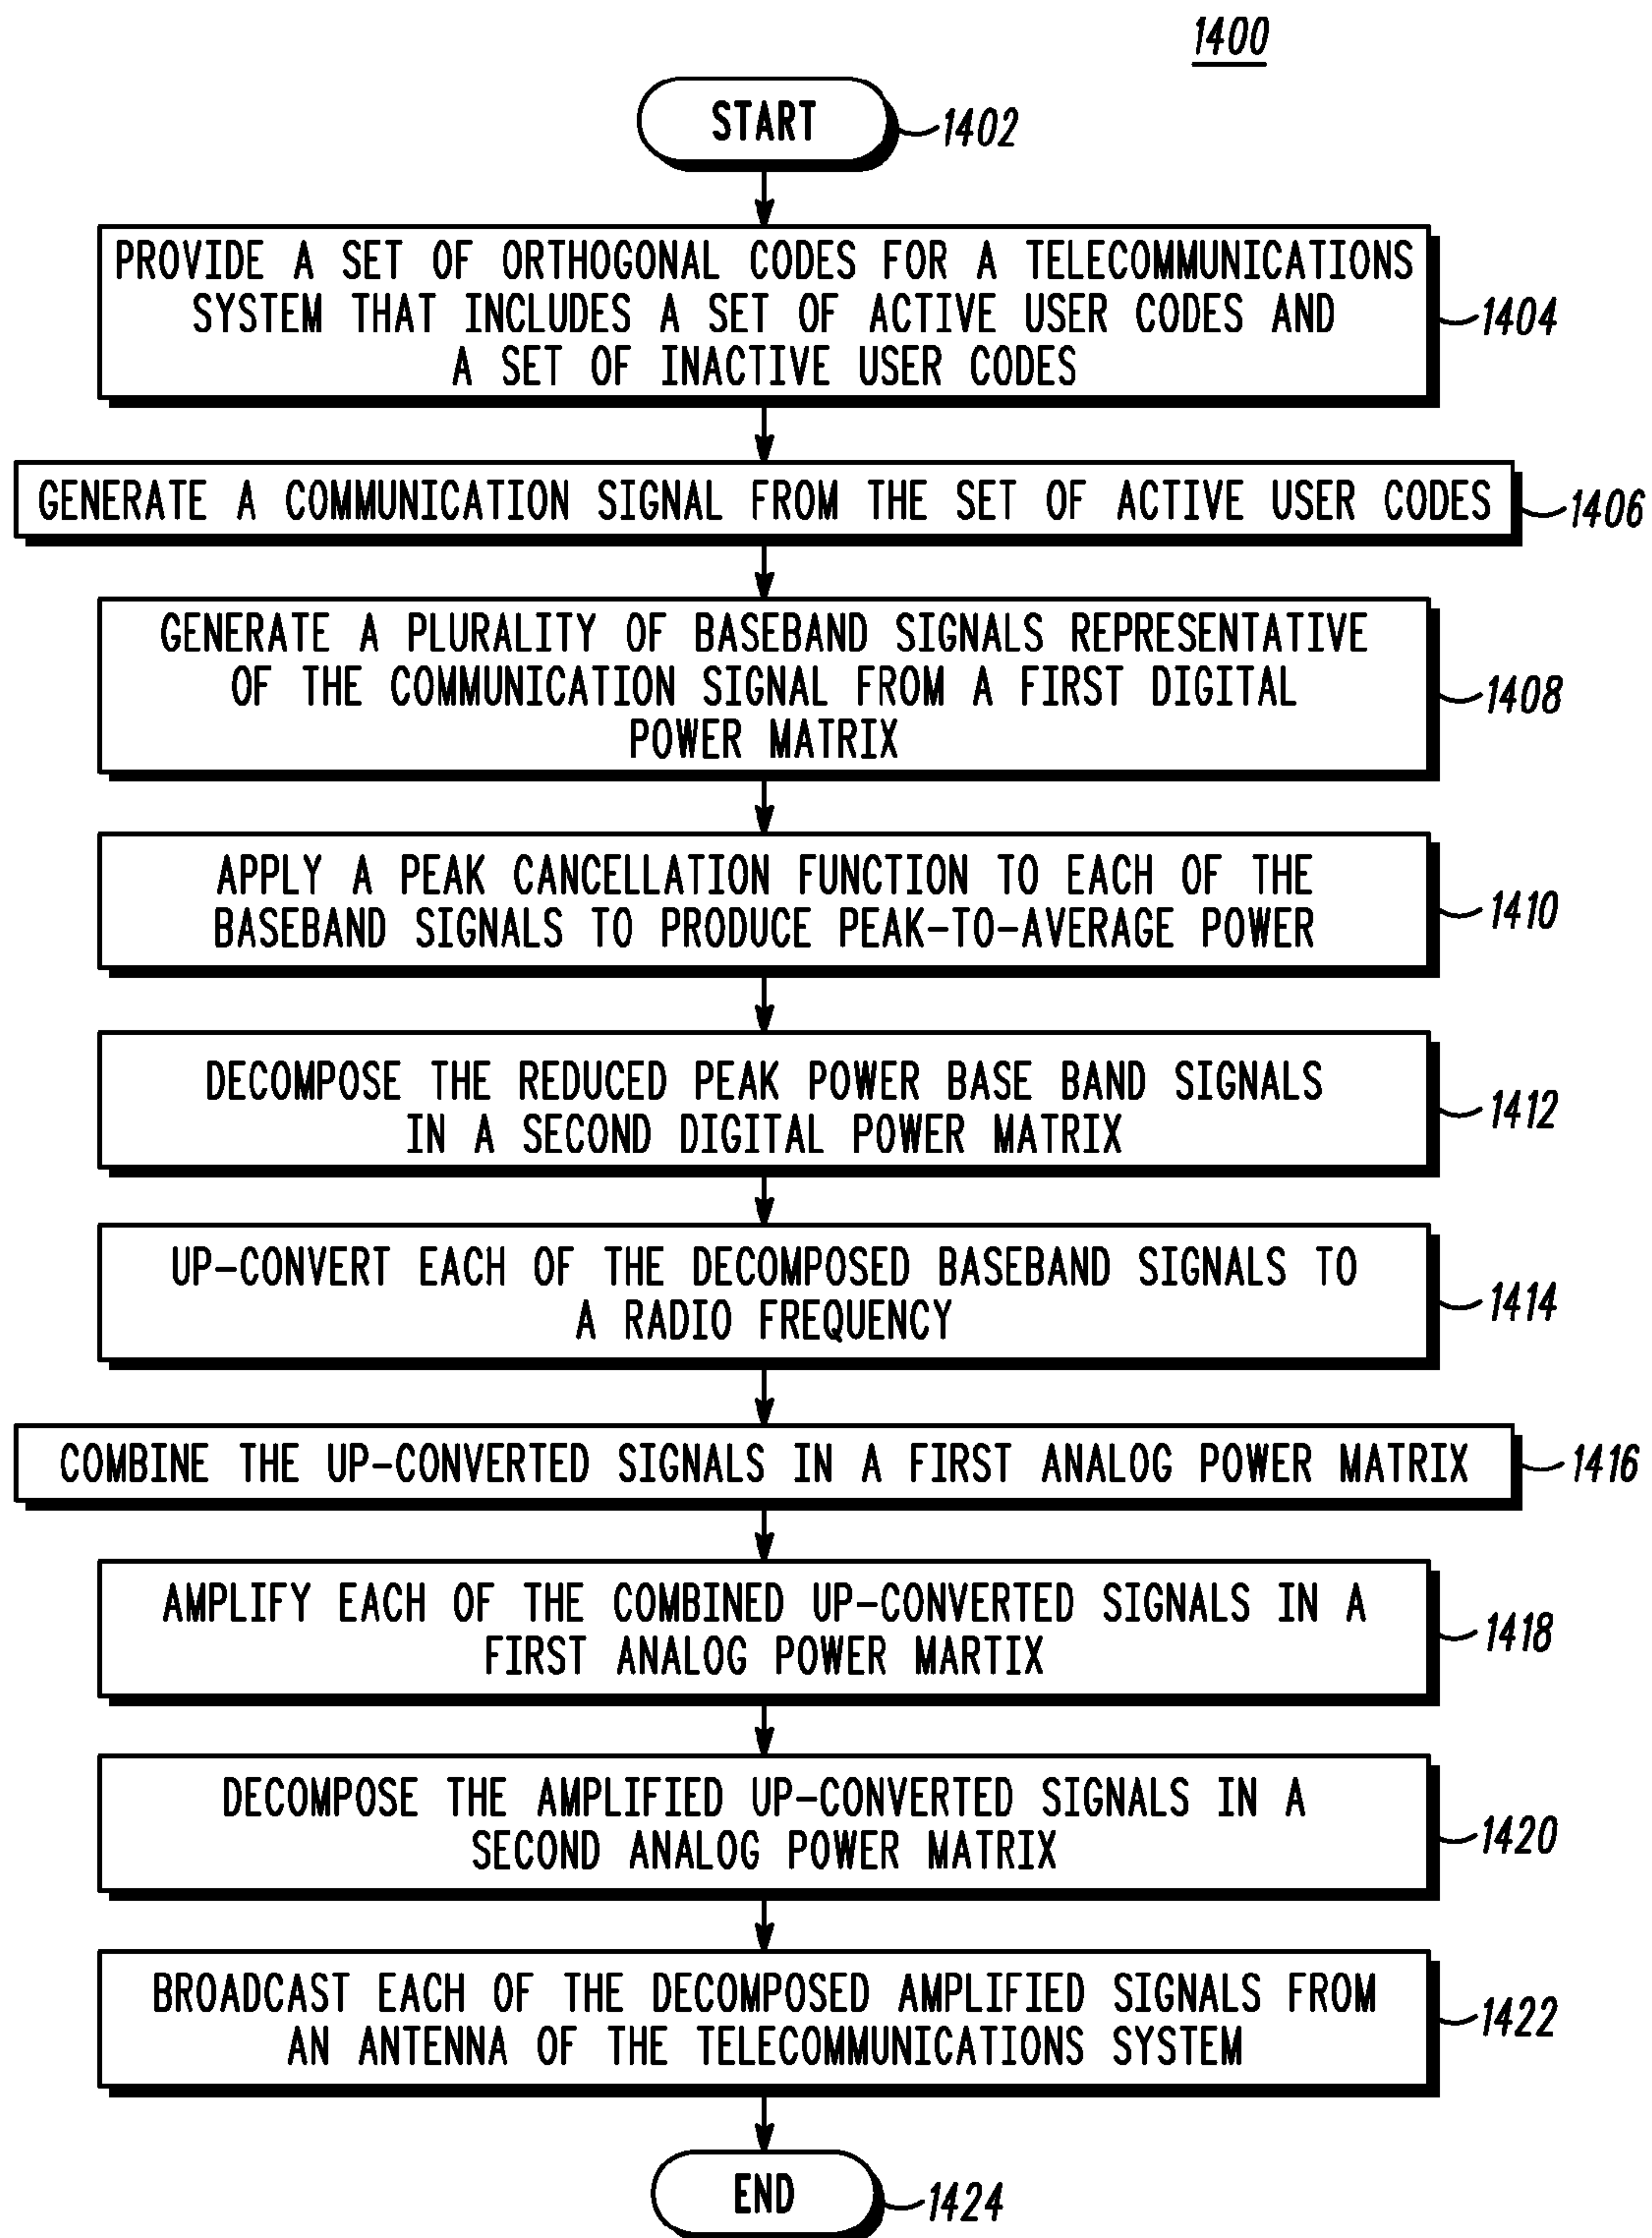 1400
START
1402
PROVIDE A SET OF ORTHOGONAL CODES FOR A TELECOMMUNICATIONS
SYSTEM THAT INCLUDES A SET OF ACTIVE USER CODES AND
A SET OF INACTIVE USER CODES
1404
GENERATE A COMMUNICATION SIGNAL FROM THE SET OF ACTIVE USER CODES
1406
GENERATE A PLURALITY OF BASEBAND SIGNALS REPRESENTATIVE
OF THE COMMUNICATION SIGNAL FROM A FIRST DIGITAL
POWER MATRIX
1408
APPLY A PEAK CANCELLATION FUNCTION TO EACH OF THE
BASEBAND SIGNALS TO PRODUCE PEAK-TO-AVERAGE POWER
1410
DECOMPOSE THE REDUCED PEAK POWER BASE BAND SIGNALS
IN A SECOND DIGITAL POWER MATRIX
1412
UP-CONVERT EACH OF THE DECOMPOSED BASEBAND SIGNALS TO
A RADIO FREQUENCY
1414
COMBINE THE UP-CONVERTED SIGNALS IN A FIRST ANALOG POWER MATRIX
1416
AMPLIFY EACH OF THE COMBINED UP-CONVERTED SIGNALS IN A
FIRST ANALOG POWER MARTIX
1418
DECOMPOSE THE AMPLIFIED UP-CONVERTED SIGNALS IN A
SECOND ANALOG POWER MATRIX
1420
BROADCAST EACH OF THE DECOMPOSED AMPLIFIED SIGNALS FROM
AN ANTENNA OF THE TELECOMMUNICATIONS SYSTEM
1422
END
1424